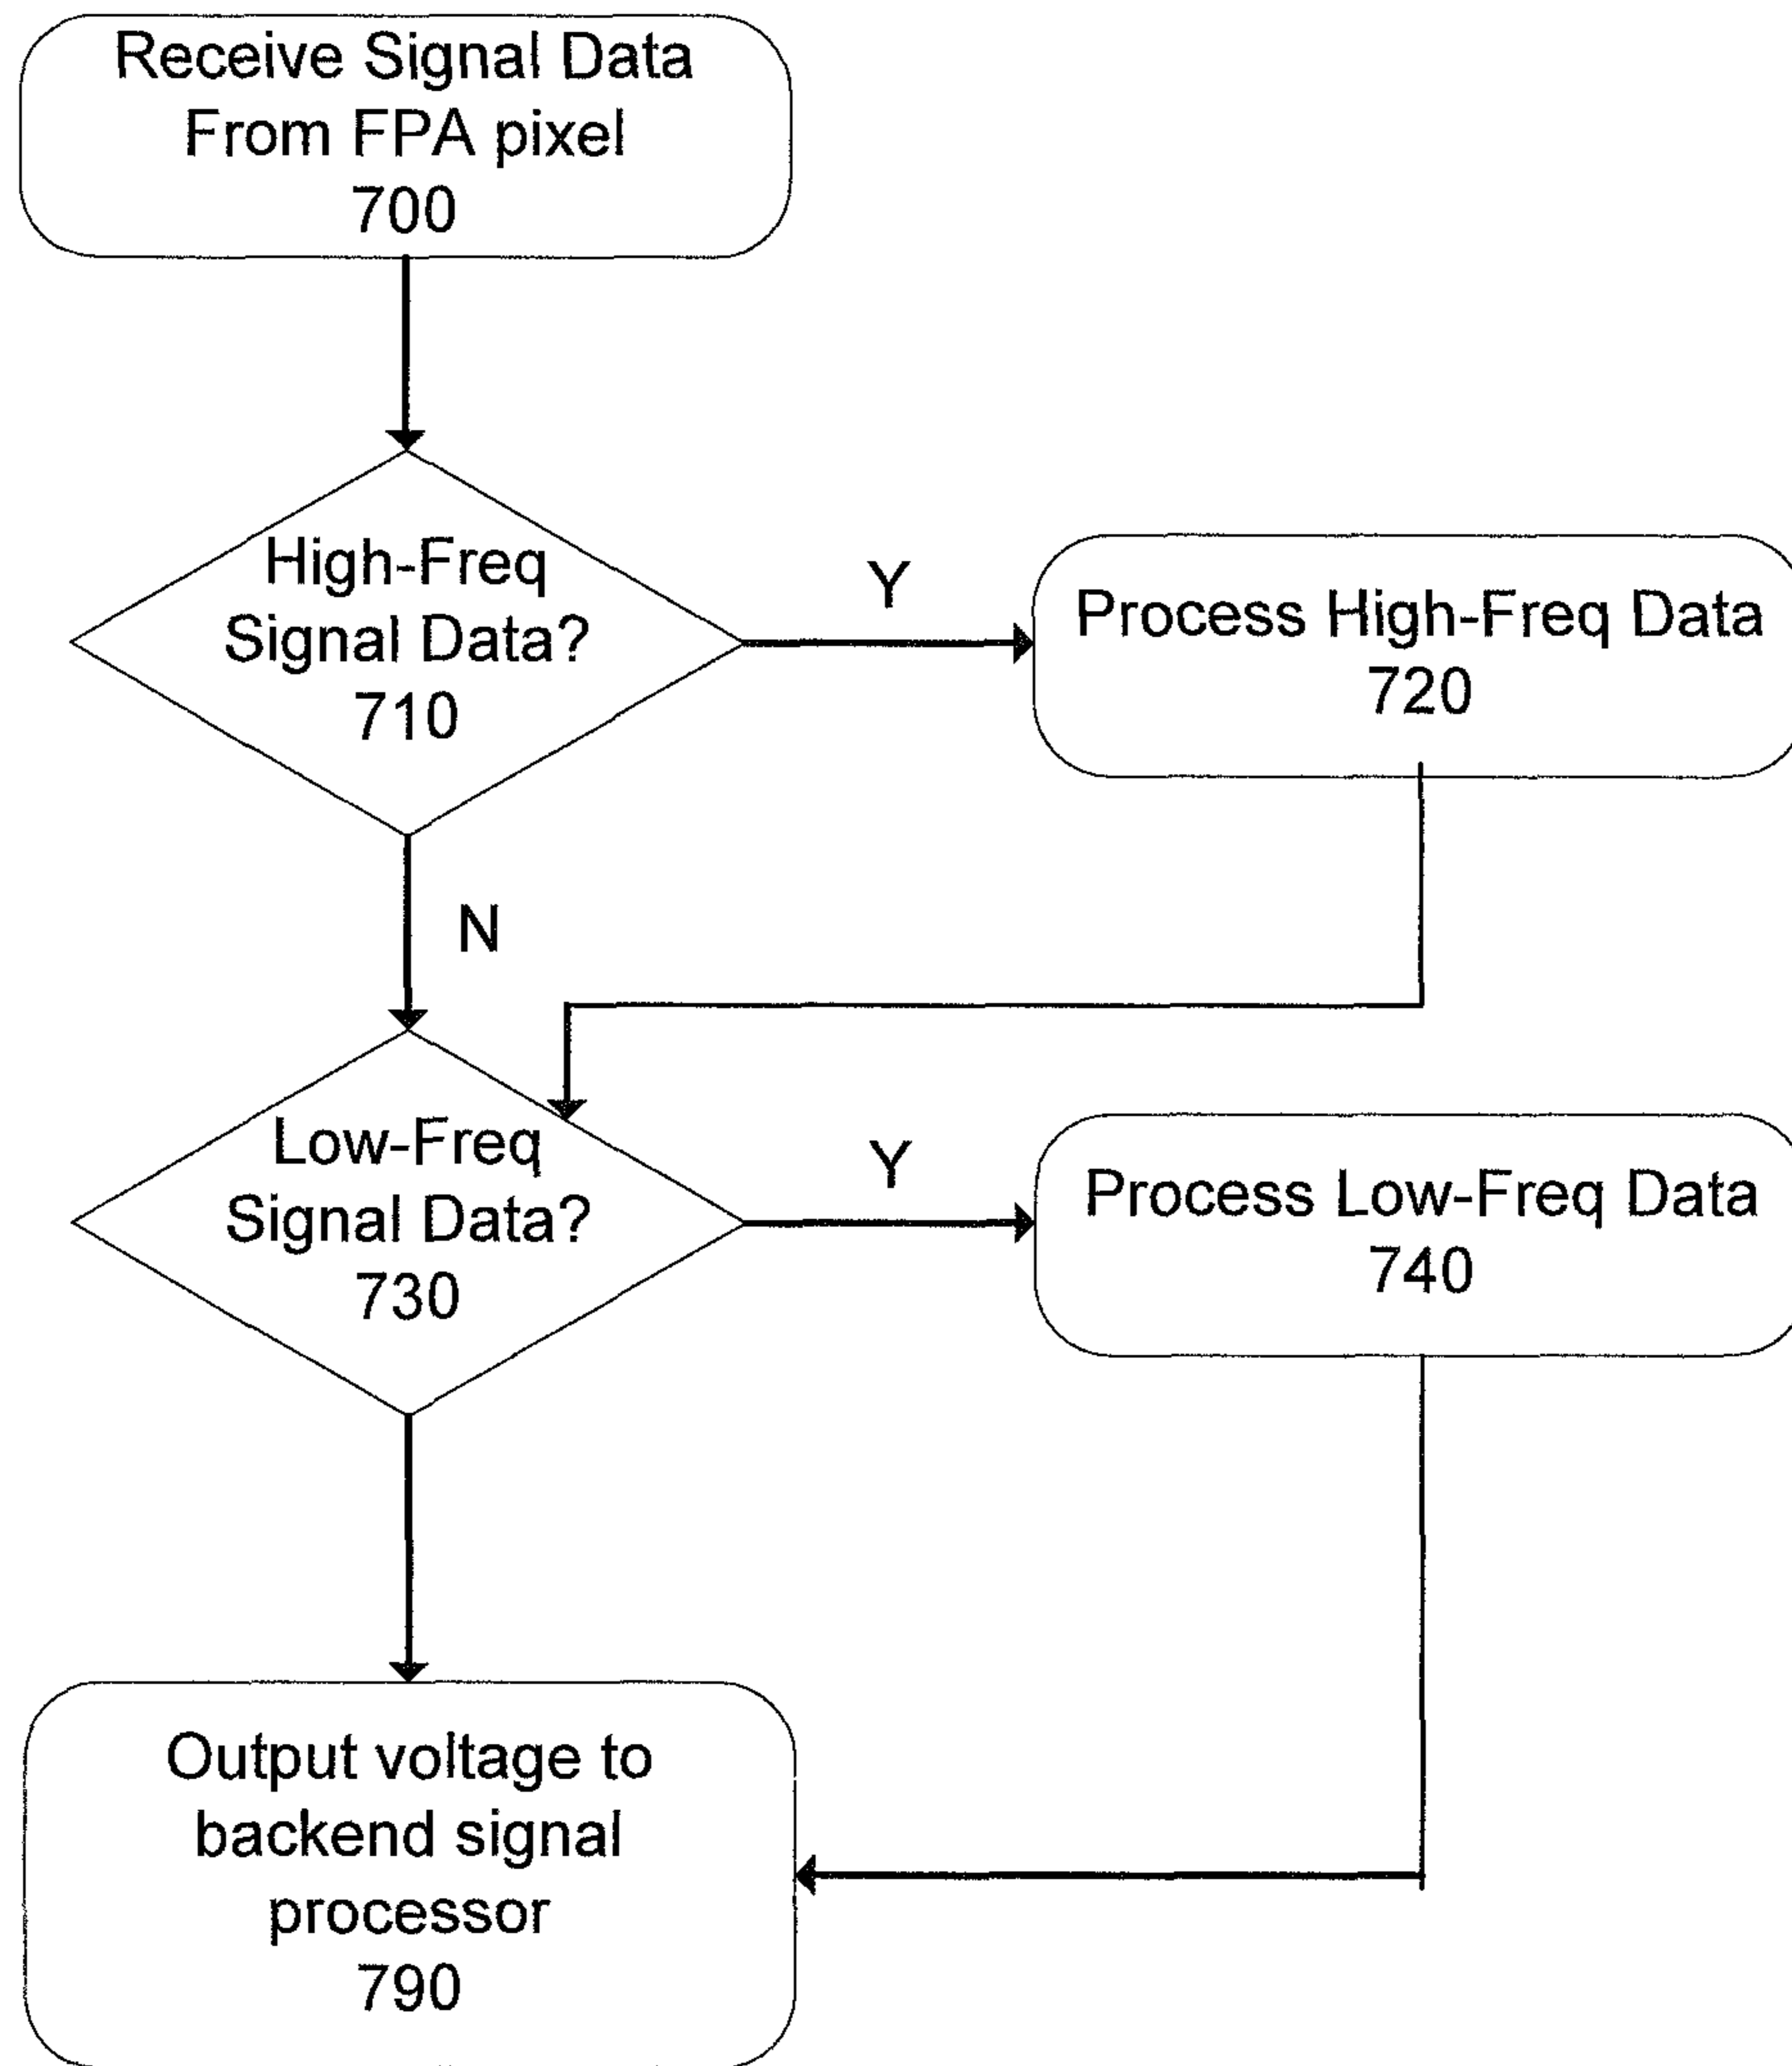 Receive Signal Data
From FPA pixel
700
High-Freq
Signal Data?
710
Y
Process High-Freq Data
720
N
Low-Freq
Signal Data?
730
Y
Process Low-Freq Data
740
Output voltage to
backend signal
processor
790